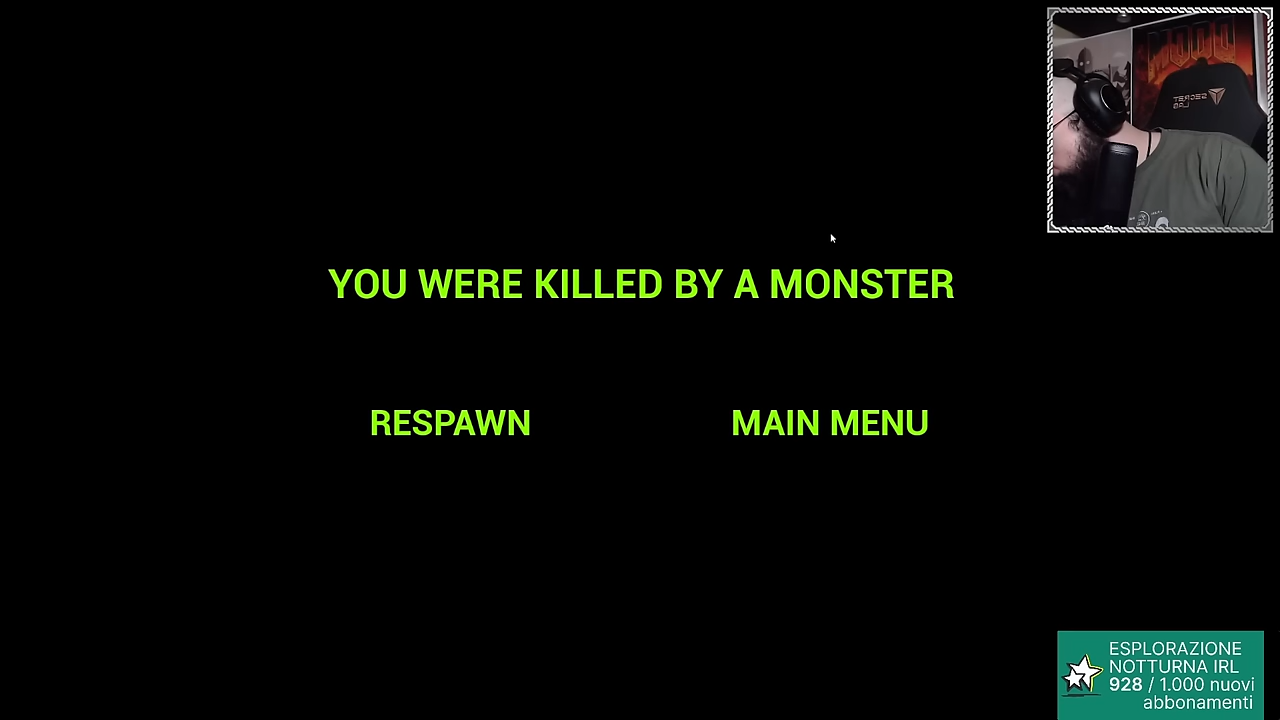 YOU WERE KILLED BY A MONSTER
RESPAWN
MAIN MENU
ESPLORAZIONE
NOTTURNA IRL
928 / 1.000 nuovi
abbonamenti